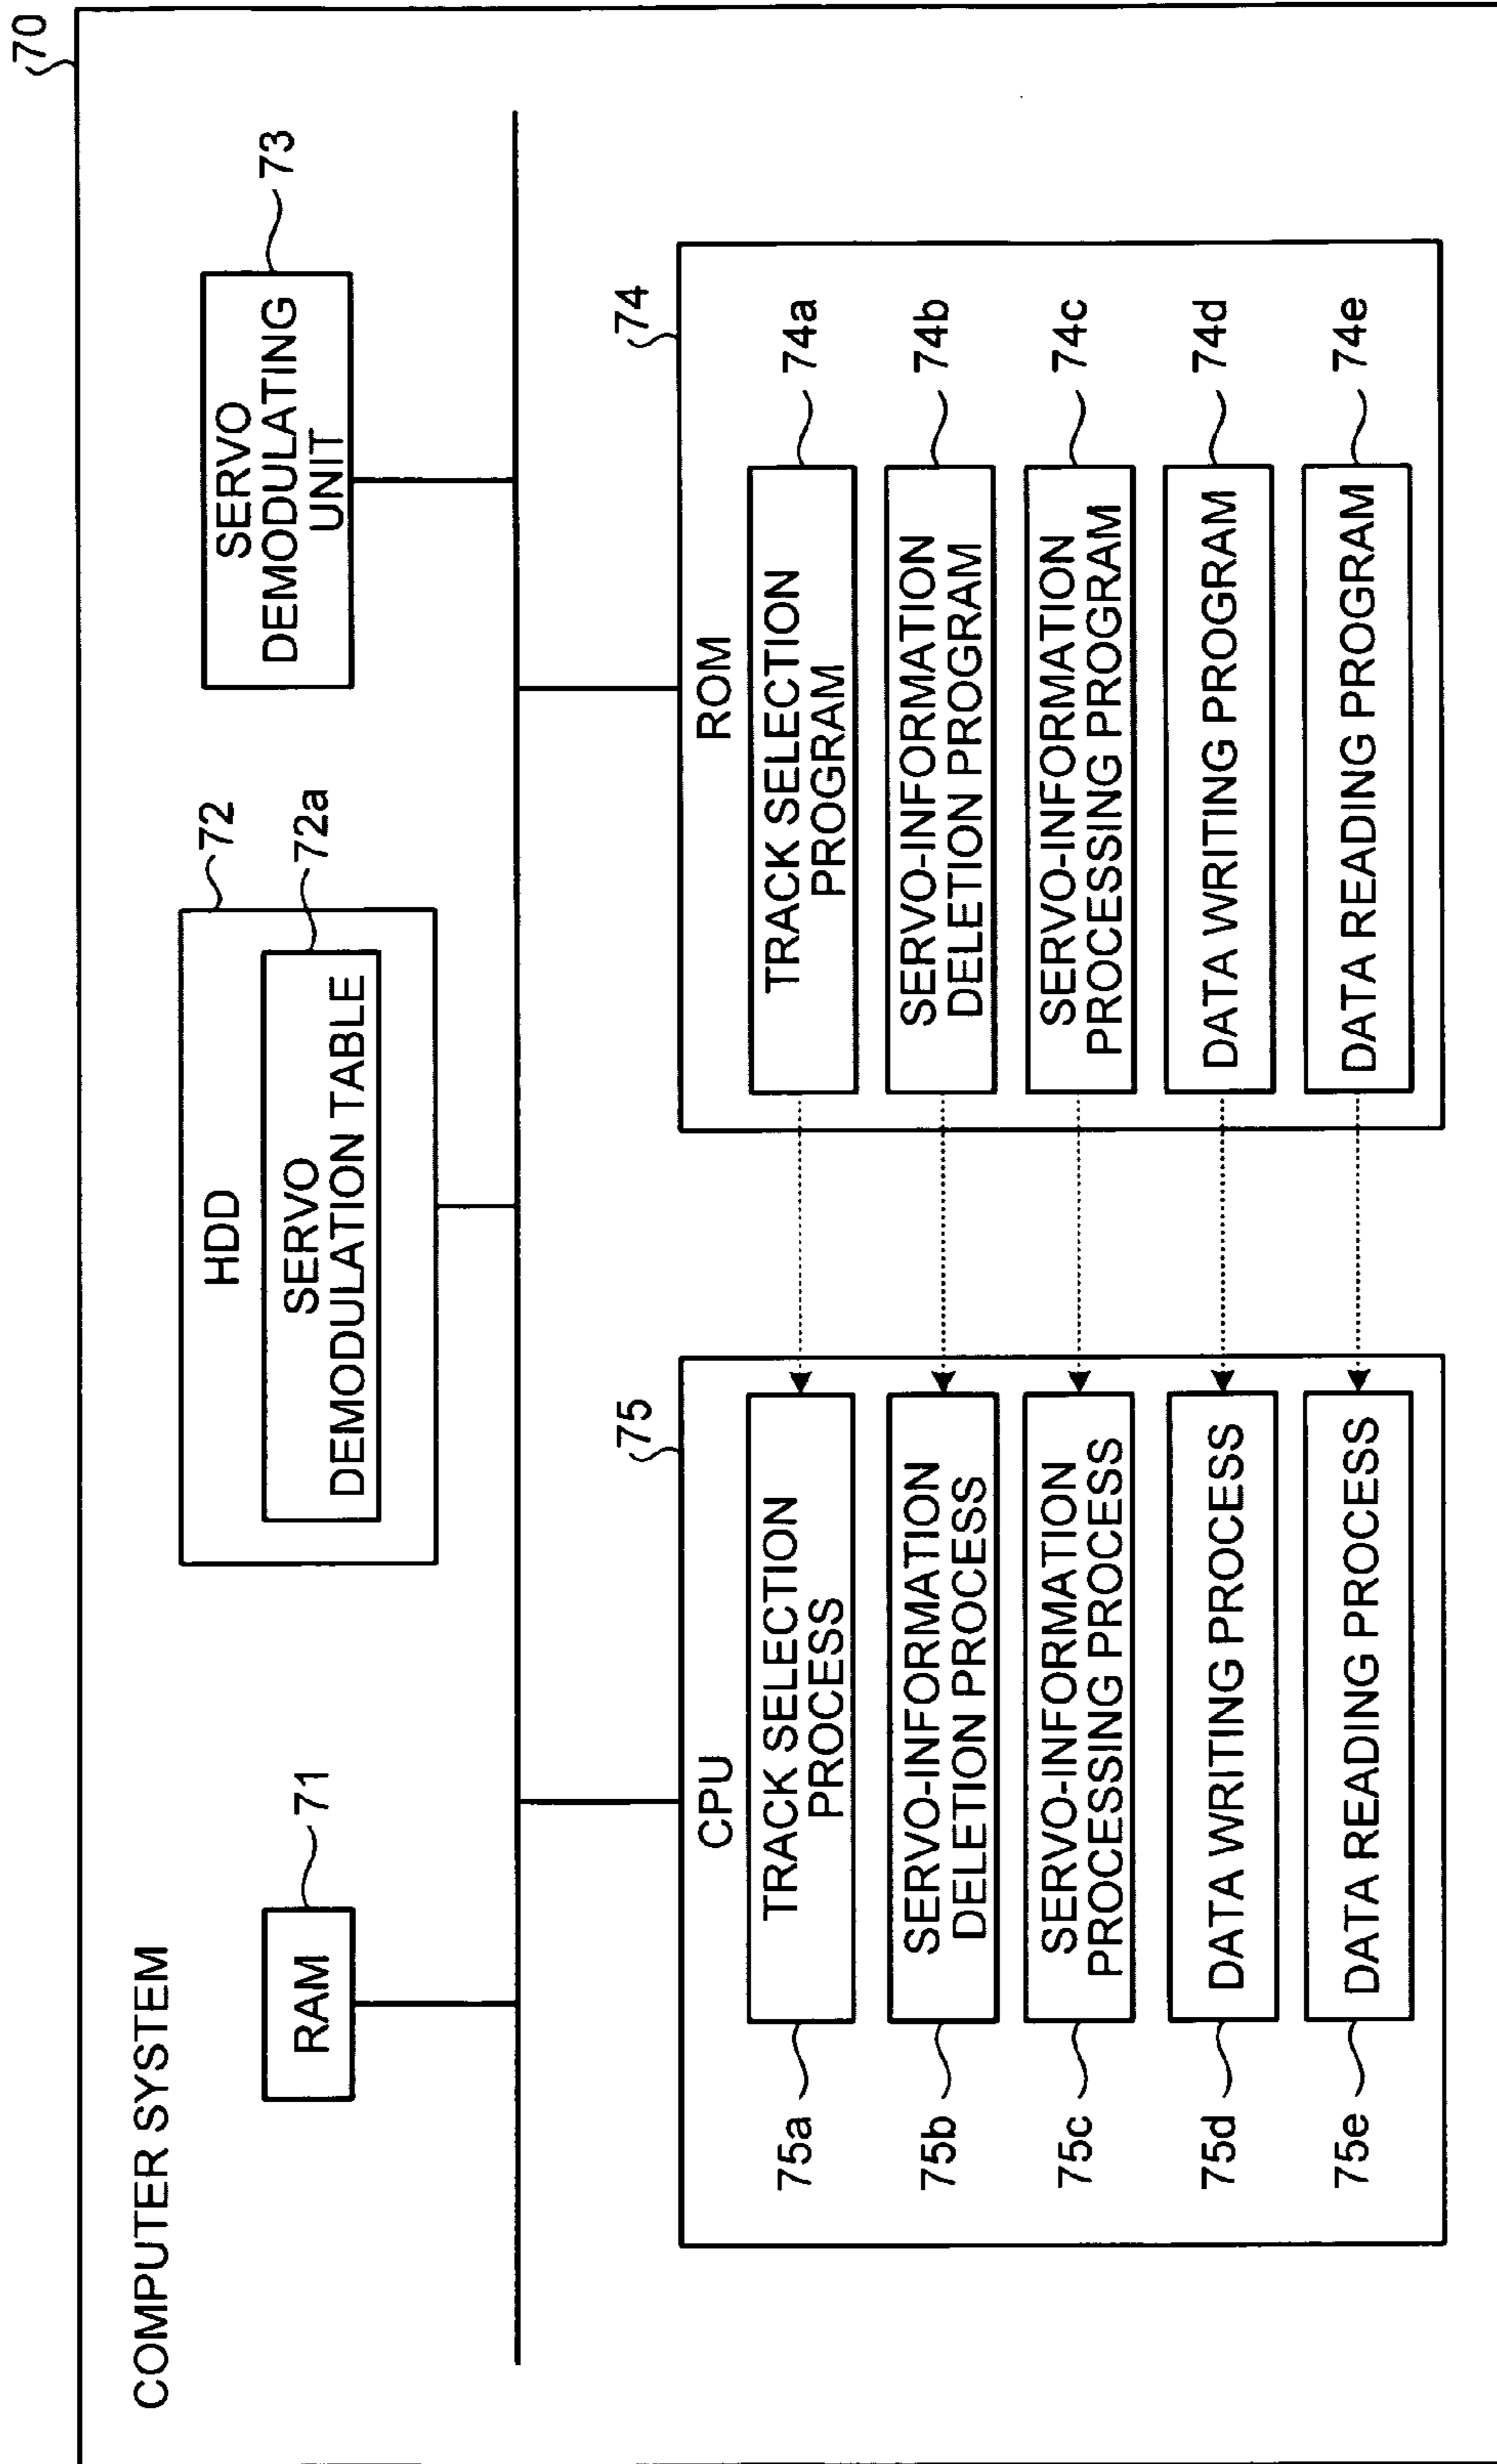 70
COMPUTER SYSTEM
RAM
71
HDD
72
SERVO
DEMODULATION TABLE
72a
SERVO
DEMODULATING
UNIT
73
CPU
75
TRACK SELECTION
PROCESS
75a
SERVO-INFORMATION
DELETION PROCESS
75b
SERVO-INFORMATION
PROCESSING PROCESS
75c
DATA WRITING PROCESS
75d
DATA READING PROCESS
75e
ROM
74
TRACK SELECTION
PROGRAM
74a
SERVO-INFORMATION
DELETION PROGRAM
74b
SERVO-INFORMATION
PROCESSING PROGRAM
74c
DATA WRITING PROGRAM
74d
DATA READING PROGRAM
74e